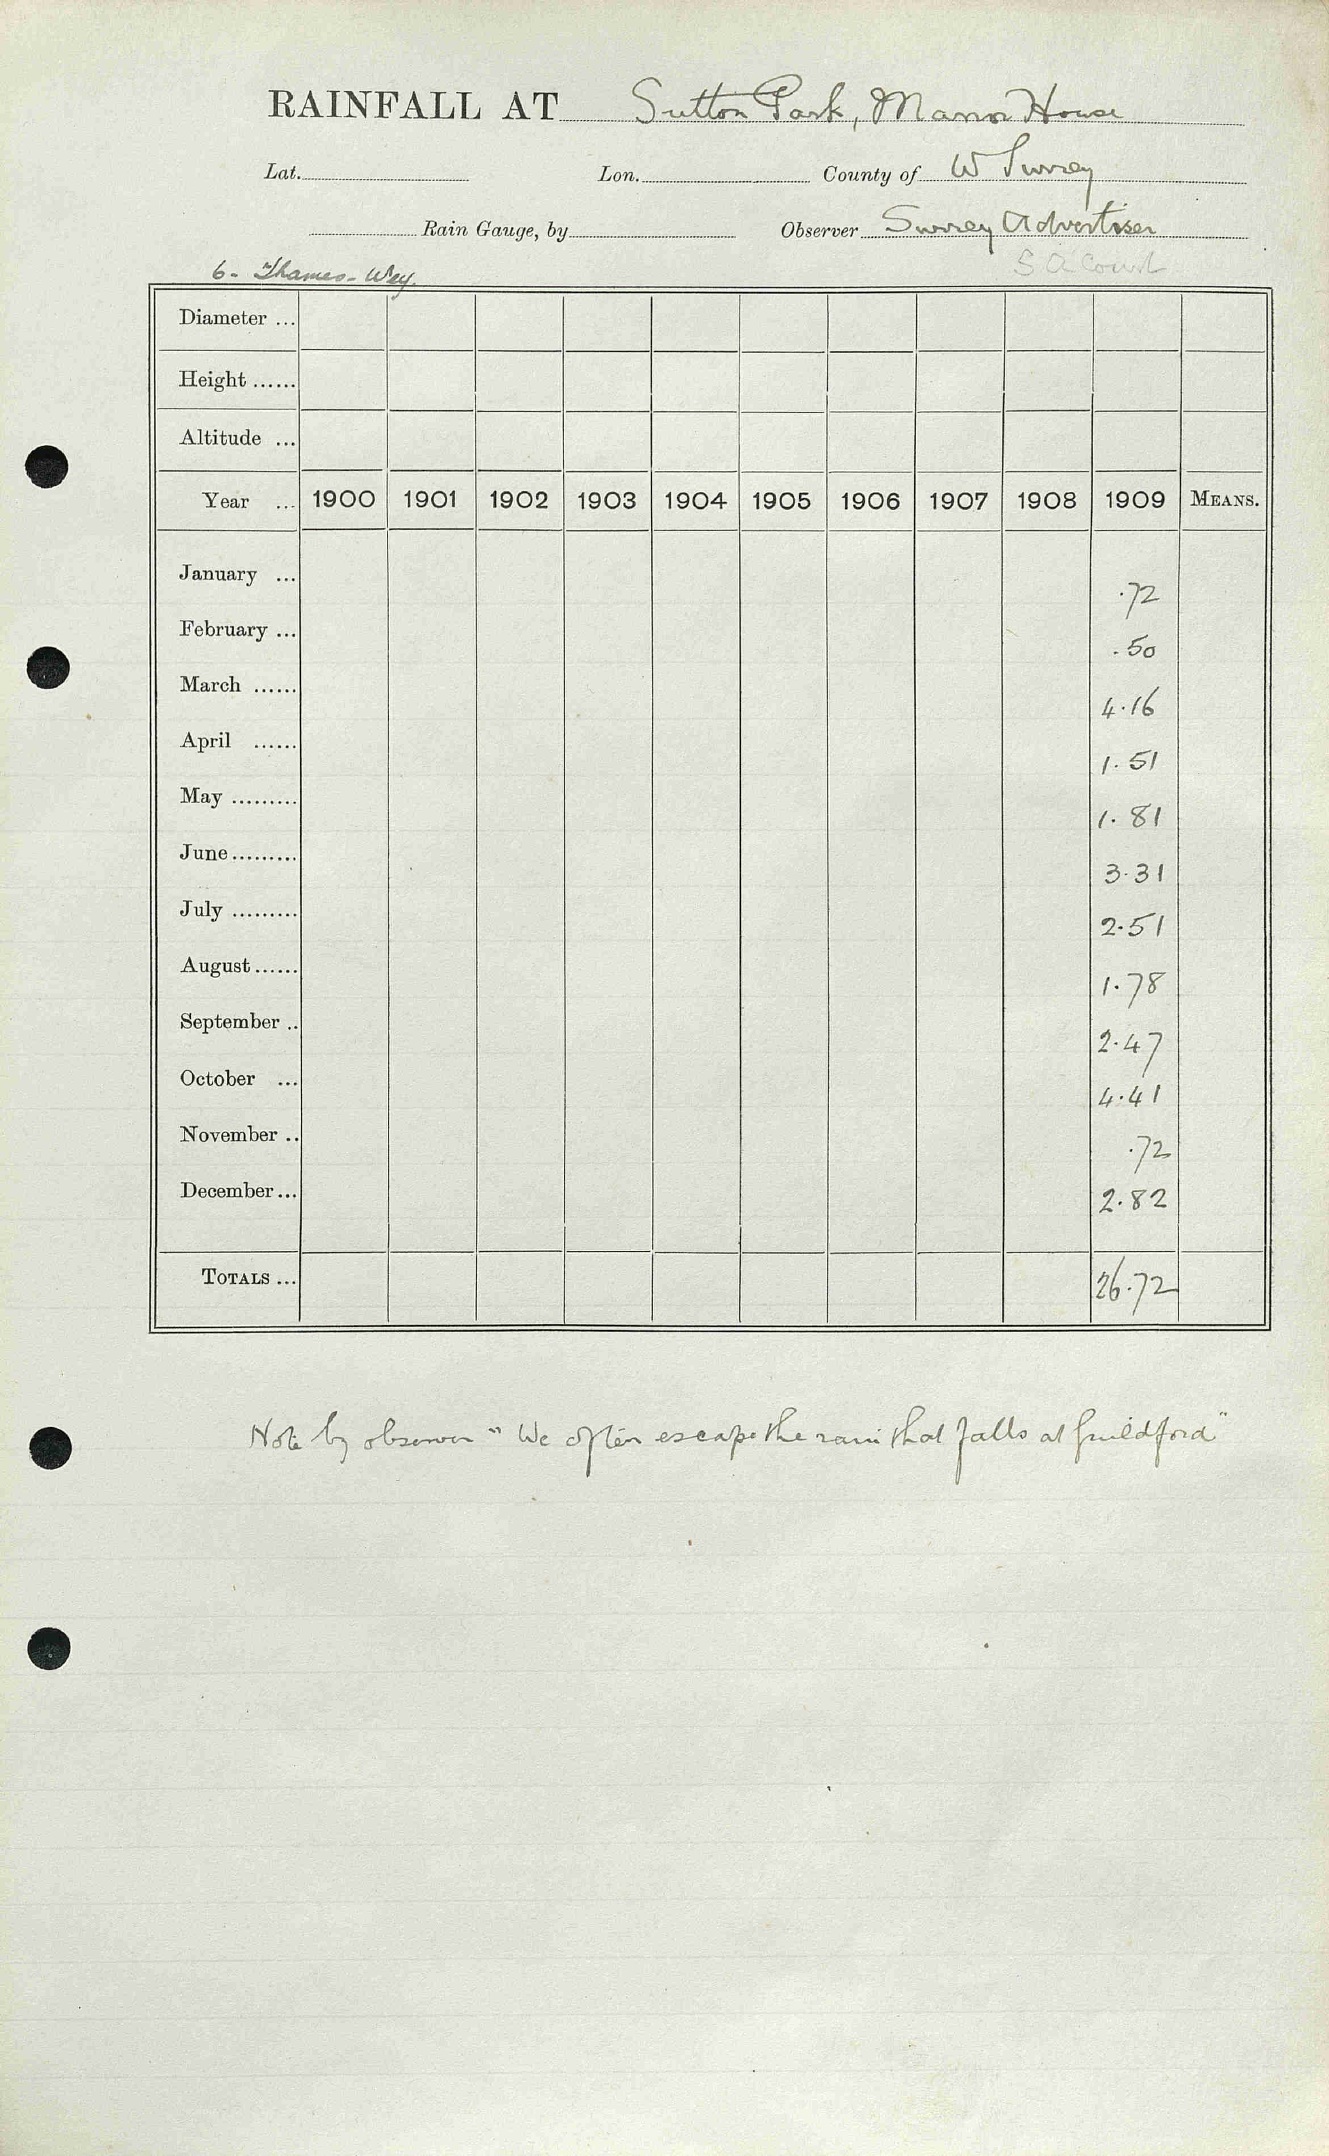 RAINFALL AT Sutton Park, Manor House
Lat. Lon. County of W Surrey
Rain Gauge, by Observer Surrey Advertiser
6 - Thames - Wey. S A Court
Diameter ...
Height ......
Altitude ...
Year ... 1900 1901 1902 1903 1904 1905 1906 1907 1908 1909 MEANS.
January ... .72
February ... .50
March ...... 4.16
April ...... 1.51
May ......... 1.81
June ......... 3.31
July ......... 2.51
August ...... 1.78
September .. 2.47
October ... 4.41
November .. .72
December ... 2.82
TOTALS ... 26.72
Note by observer "We often escape the rain that falls at Guildford"